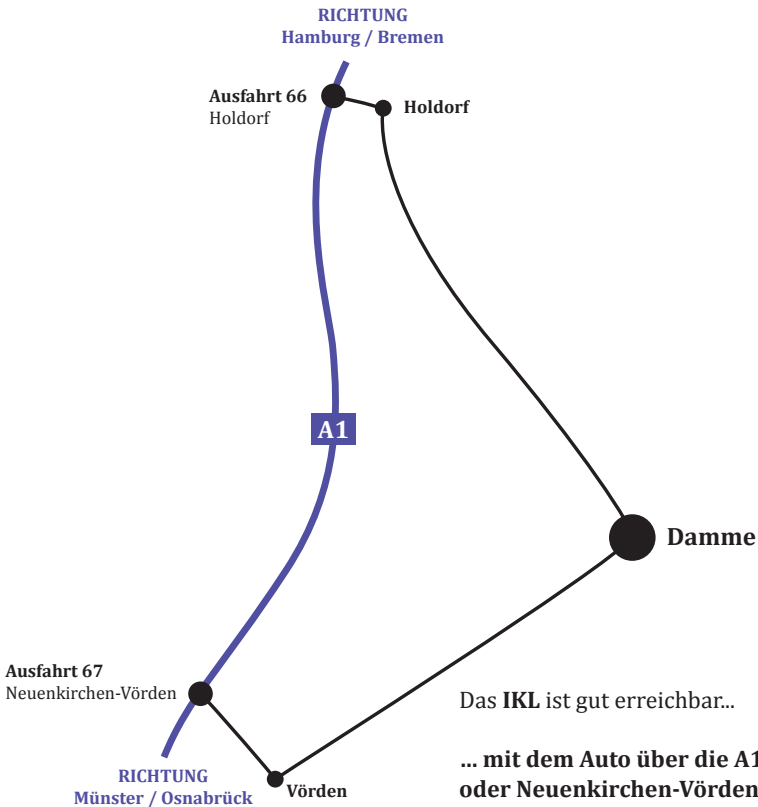 RICHTUNG
Hamburg / Bremen
Ausfahrt 66
Holdorf
Holdorf
A1
Damme
Ausfahrt 67
Neuenkirchen-Vörden
Das IKL ist gut erreichbar...
... mit dem Auto über die A1
oder Neuenkirchen-Vörden
RICHTUNG
Münster / Osnabrück
Vörden